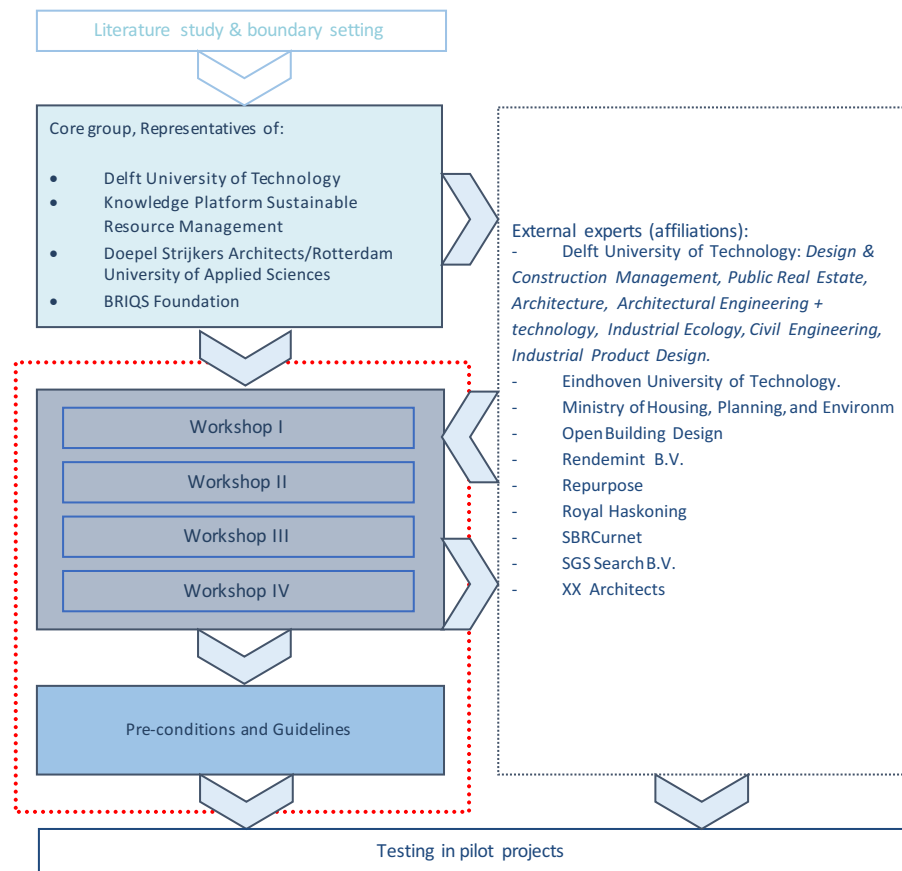 Literature study & boundary setting
Core group, Representatives of:
• Delft University of Technology
• Knowledge Platform Sustainable
Resource Management
• Doepel Strijkers Architects/Rotterdam
University of Applied Sciences
• BRIQS Foundation
External experts (affiliations):
- Delft University of Technology: Design &
Construction Management, Public Real Estate,
Architecture, Architectural Engineering +
technology, Industrial Ecology, Civil Engineering,
Industrial Product Design.
- Eindhoven University of Technology.
- Ministry of Housing, Planning, and Environm
- Open Building Design
- Rendemint B.V.
- Repurpose
- Royal Haskoning
- SBRCurnet
- SGS Search B.V.
- XX Architects
Workshop I
Workshop II
Workshop III
Workshop IV
Pre-conditions and Guidelines
Testing in pilot projects